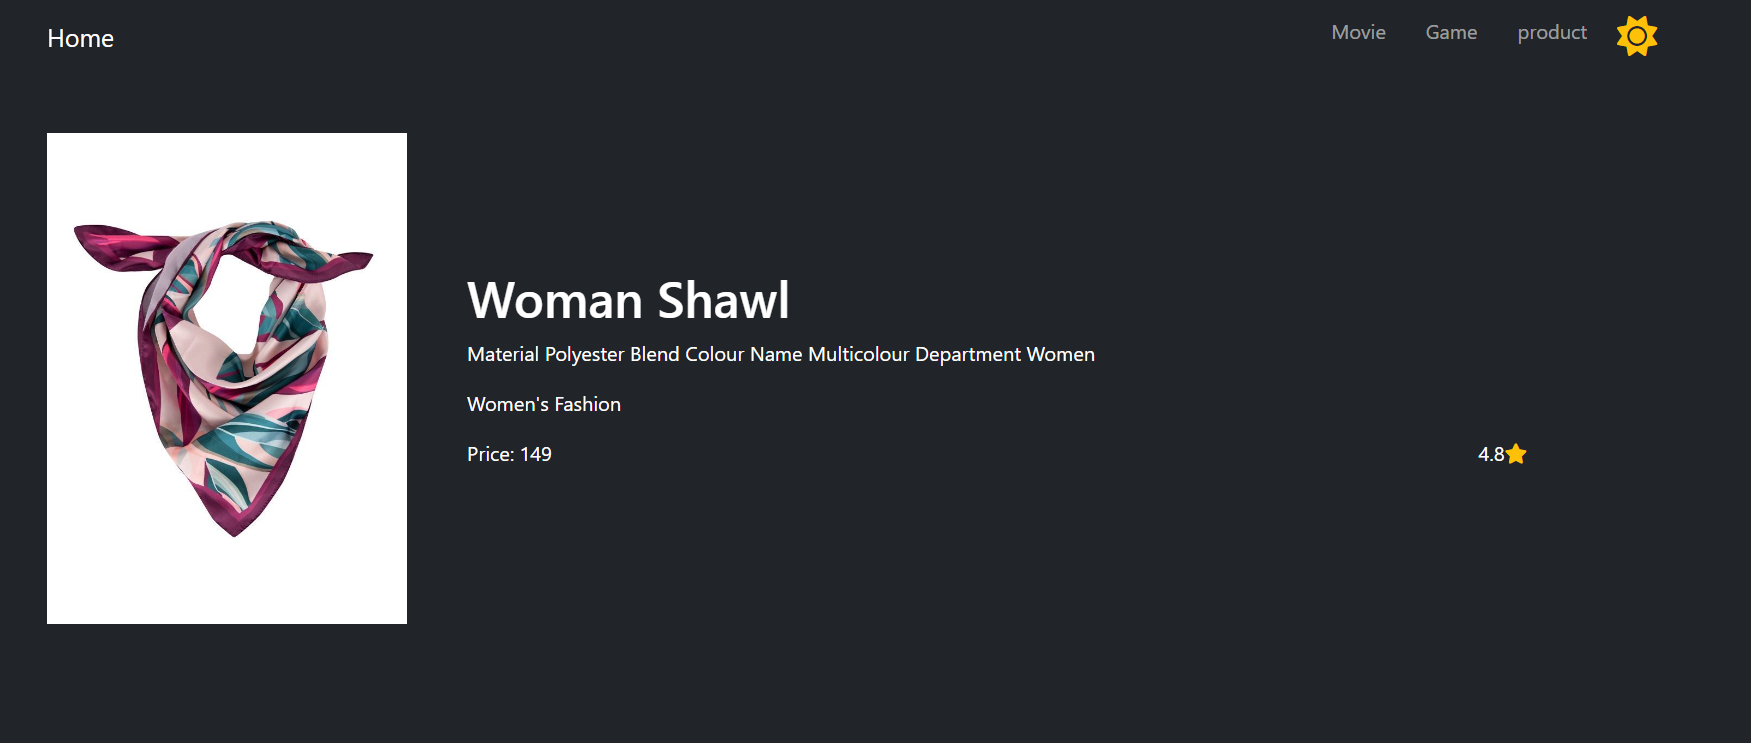 Home
Movie
Game
product
Woman Shawl
Material Polyester Blend Colour Name Multicolour Department Women
Women's Fashion
Price: 149
4.8